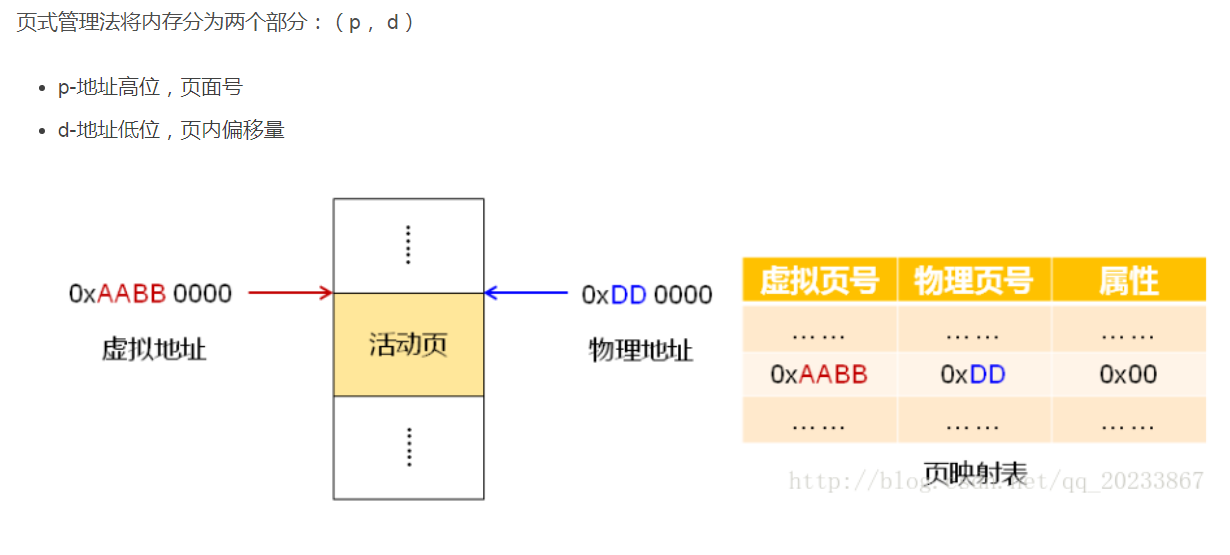 页式管理法将内存分为两个部分：（p，d）
p-地址高位，页面号
d-地址低位，页内偏移量
……
0xAABB 0000
虚拟地址
活动页
0xDD 0000
物理地址
……
虚拟页号 物理页号 属性
…… …… ……
0xAABB 0xDD 0x00
…… …… ……
页映射表
http://blog.csdn.net/qq_20233867